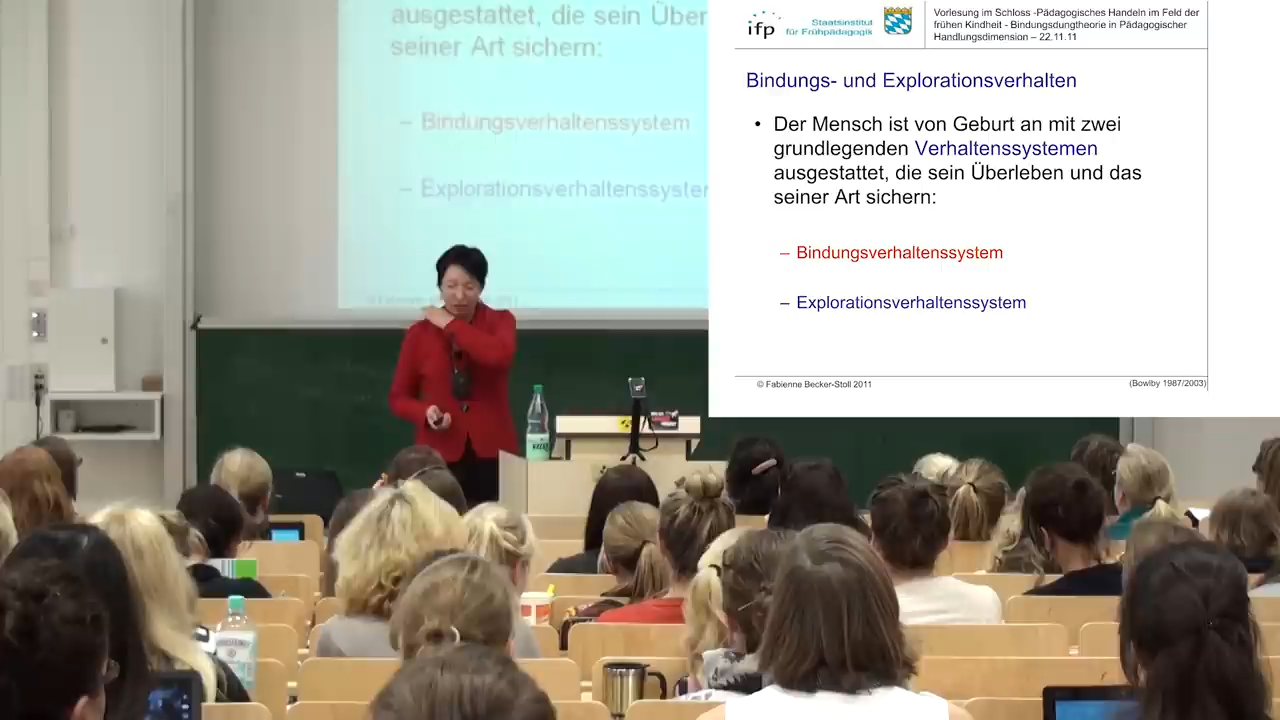 ausgestattet, die sein Über
seiner Art sichern:
– Bindungsverhaltenssystem
– Explorationsverhaltenssyster
ifp
Staatsinstitut
für Frühpädagogik
Vorlesung im Schloss -Pädagogisches Handeln im Feld der
frühen Kindheit - Bindungsdungtheorie in Pädagogischer
Handlungsdimension – 22.11.11
Bindungs- und Explorationsverhalten
• Der Mensch ist von Geburt an mit zwei
grundlegenden Verhaltenssystemen
ausgestattet, die sein Überleben und das
seiner Art sichern:
– Bindungsverhaltenssystem
– Explorationsverhaltenssystem
© Fabienne Becker-Stoll 2011
(Bowlby 1987/2003)